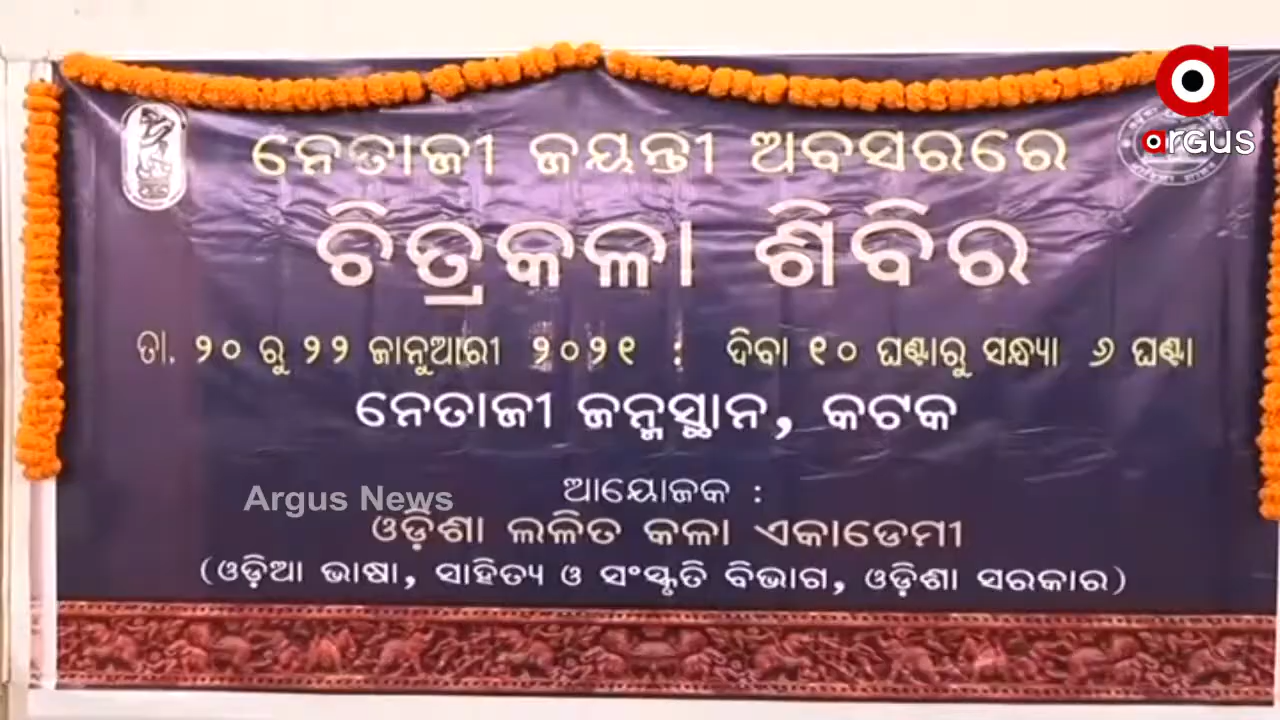 argus
ନେତାଜୀ ଜୟନ୍ତୀ ଅବସରରେ
ଚିତ୍ରକଳା ଶିବିର
ତା. ୨୦ ରୁ ୨୨ ଜାନୁଆରୀ ୨୦୨୧ : ଦିବା ୧୦ ଘଣ୍ଟାରୁ ସନ୍ଧ୍ୟା ୬ ଘଣ୍ଟା
ନେତାଜୀ ଜନ୍ମସ୍ଥାନ, କଟକ
Argus News
ଆୟୋଜକ :
ଓଡ଼ିଶା ଲଳିତ କଳା ଏକାଡେମୀ
(ଓଡ଼ିଆ ଭାଷା, ସାହିତ୍ୟ ଓ ସଂସ୍କୃତି ବିଭାଗ, ଓଡ଼ିଶା ସରକାର)